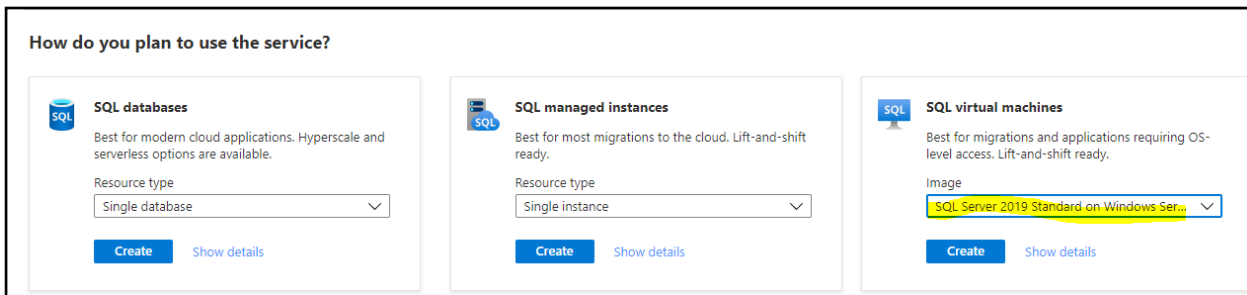 How do you plan to use the service?
SQL
SQL databases
Best for modern cloud applications. Hyperscale and
serverless options are available.
Resource type
Single database
Create
Show details
SQL
SQL managed instances
Best for most migrations to the cloud. Lift-and-shift
ready.
Resource type
Single instance
Create
Show details
SQL
SQL virtual machines
Best for migrations and applications requiring OS-
level access. Lift-and-shift ready.
Image
SQL Server 2019 Standard on Windows Ser...
Create
Show details